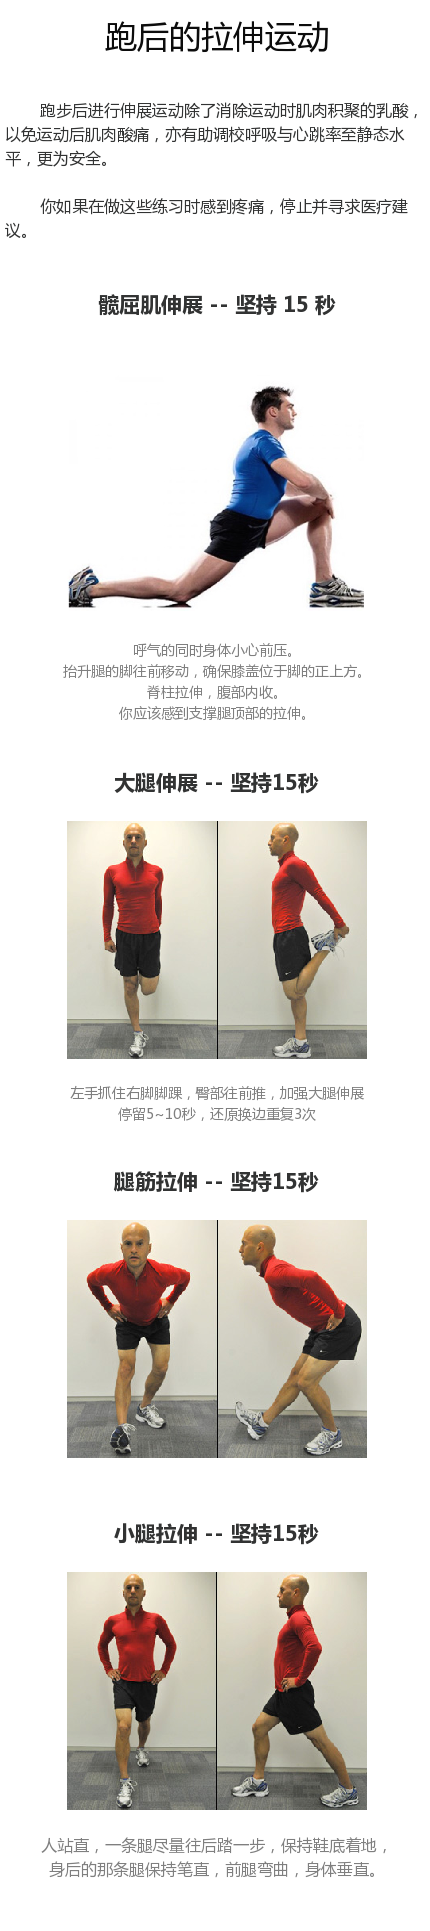 跑后的拉伸运动
跑步后进行伸展运动除了消除运动时肌肉积聚的乳酸，
以免运动后肌肉酸痛，亦有助调校呼吸与心跳率至静态水
平，更为安全。
你如果在做这些练习时感到疼痛，停止并寻求医疗建
议。
髋屈肌伸展 -- 坚持 15 秒
呼气的同时身体小心前压。
抬升腿的脚往前移动，确保膝盖位于脚的正上方。
脊柱拉伸，腹部内收。
你应该感到支撑腿顶部的拉伸。
大腿伸展 -- 坚持15秒
左手抓住右脚脚踝，臀部往前推，加强大腿伸展
停留5~10秒，还原换边重复3次
腿筋拉伸 -- 坚持15秒
小腿拉伸 -- 坚持15秒
人站直，一条腿尽量往后踏一步，保持鞋底着地，
身后的那条腿保持笔直，前腿弯曲，身体垂直。